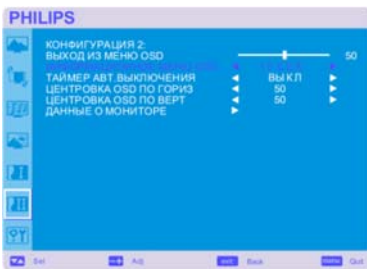 PHILIPS
КОНФИГУРАЦИЯ 2:
ВЫХОД ИЗ МЕНЮ OSD 50
ТАЙМЕР АВТ.ВЫКЛЮЧЕНИЯ ВЫКЛ
ЦЕНТРОВКА OSD ПО ГОРИЗ 50
ЦЕНТРОВКА OSD ПО ВЕРТ 50
ДАННЫЕ О МОНИТОРЕ
Sel Adj Back Quit